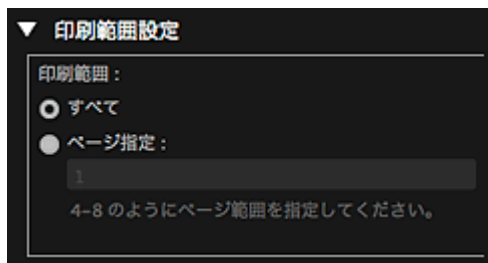 ▼ 印刷範囲設定
印刷範囲：
すべて
ページ指定：
1
4-8 のようにページ範囲を指定してください。